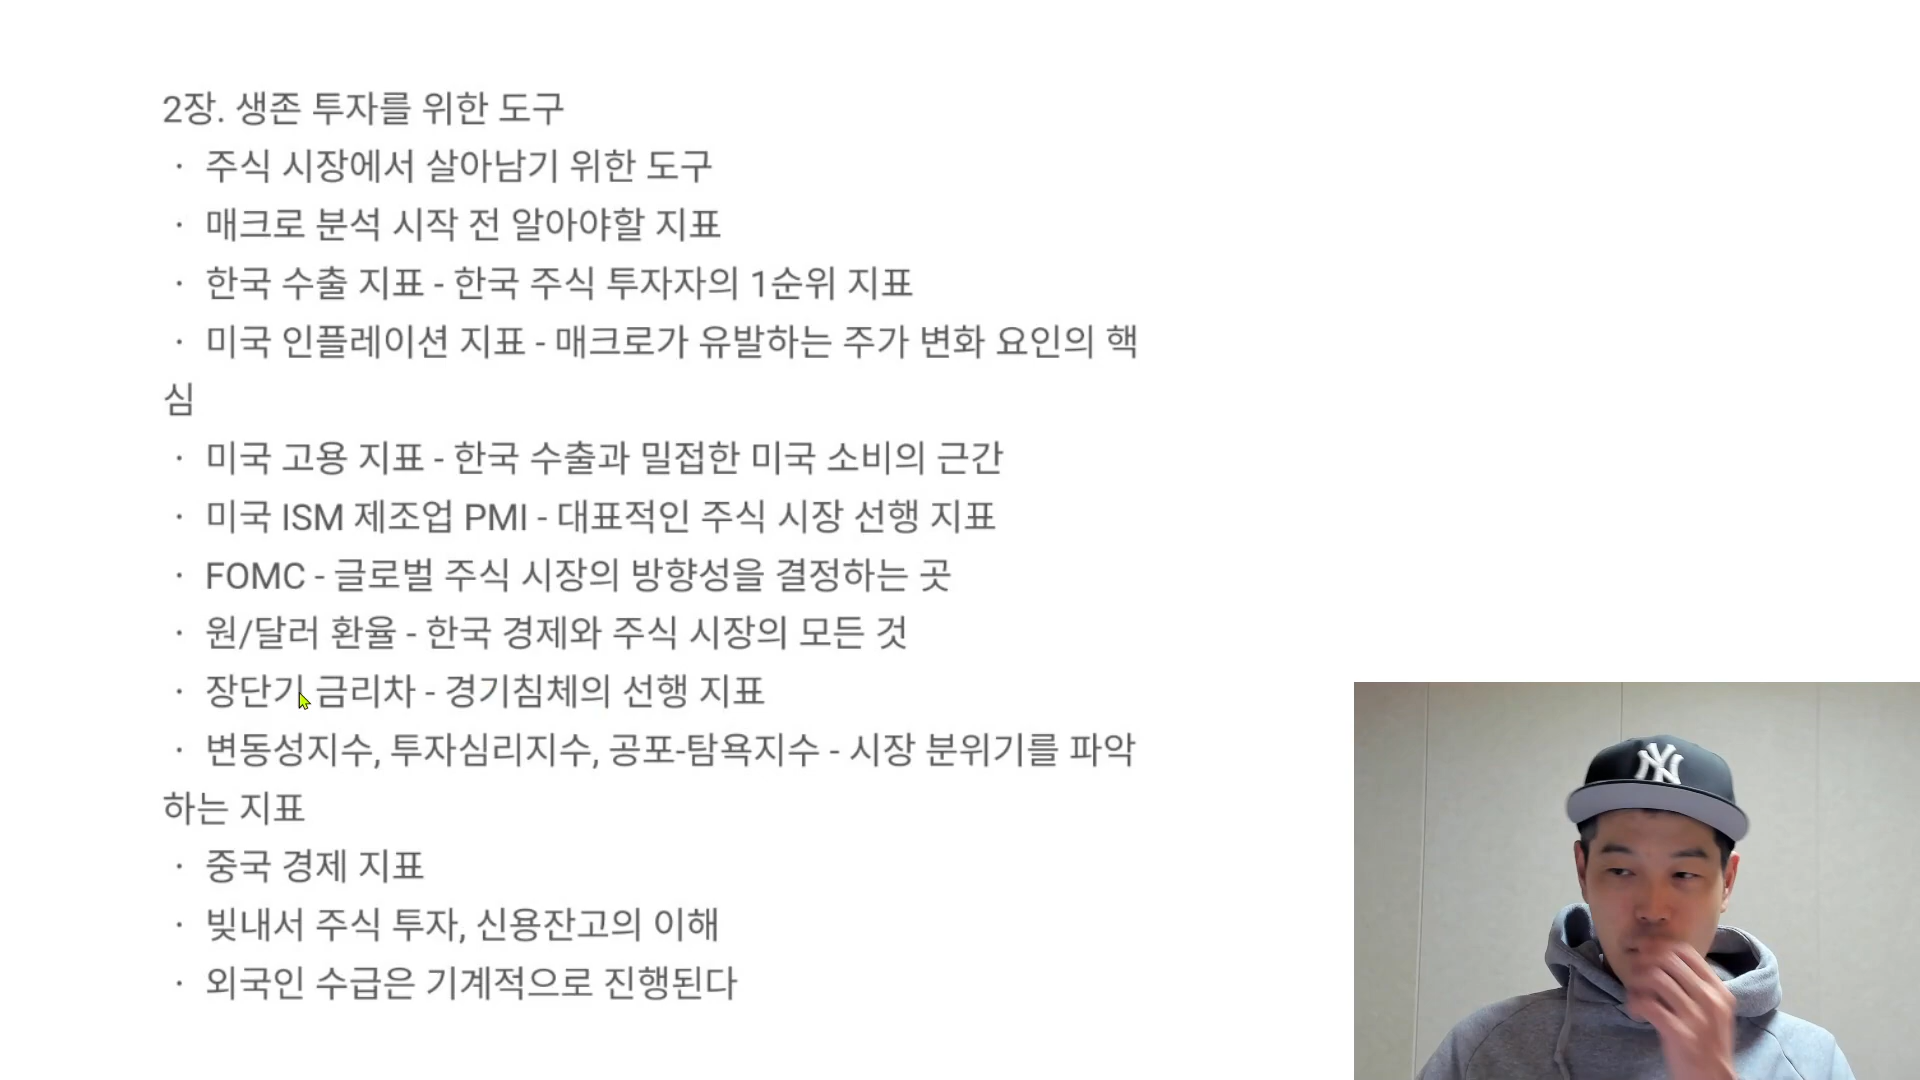 2장. 생존 투자를 위한 도구
· 주식 시장에서 살아남기 위한 도구
· 매크로 분석 시작 전 알아야할 지표
· 한국 수출 지표 - 한국 주식 투자자의 1순위 지표
· 미국 인플레이션 지표 - 매크로가 유발하는 주가 변화 요인의 핵
심
· 미국 고용 지표 - 한국 수출과 밀접한 미국 소비의 근간
· 미국 ISM 제조업 PMI - 대표적인 주식 시장 선행 지표
· FOMC - 글로벌 주식 시장의 방향성을 결정하는 곳
· 원/달러 환율 - 한국 경제와 주식 시장의 모든 것
· 장단기 금리차 - 경기침체의 선행 지표
· 변동성지수, 투자심리지수, 공포-탐욕지수 - 시장 분위기를 파악
하는 지표
· 중국 경제 지표
· 빚내서 주식 투자, 신용잔고의 이해
· 외국인 수급은 기계적으로 진행된다
NY